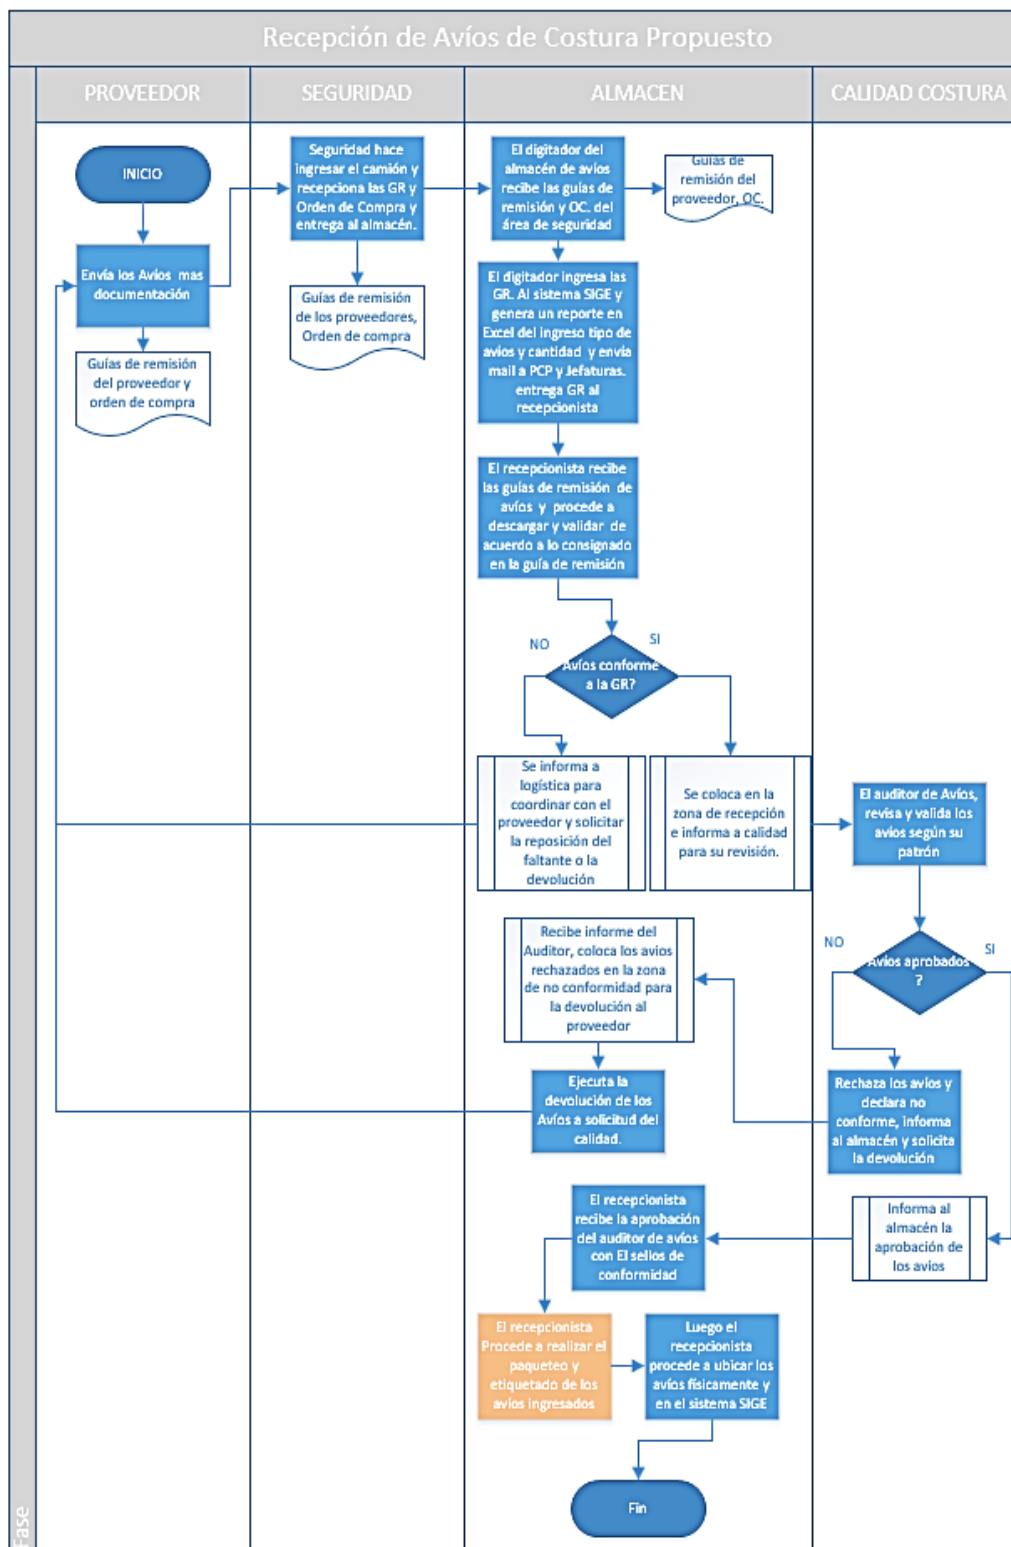 Recepción de Avíos de Costura Propuesto
PROVEEDOR
SEGURIDAD
ALMACEN
CALIDAD COSTURA
INICIO
Seguridad hace
ingresar el camión y
recepciona las GR y
Orden de Compra y
entrega al almacén.
El digitador del
almacén de avíos
recibe las guías de
remisión y OC. del
área de seguridad
Guías de
remisión del
proveedor, OC.
Envía los Avíos mas
documentación
Guías de remisión
del proveedor y
orden de compra
Guías de remisión
de los proveedores,
Orden de compra
El digitador ingresa las
GR. Al sistema SIGE y
genera un reporte en
Excel del ingreso tipo de
avíos y cantidad y envía
mail a PCP y Jefaturas.
entrega GR al
recepcionista
El recepcionista recibe
las guías de remisión de
avíos y procede a
descargar y validar de
acuerdo a lo consignado
en la guía de remisión
NO
SI
Avíos conforme
a la GR?
Se informa a
logística para
coordinar con el
proveedor y solicitar
la reposición del
faltante o la
devolución
Se coloca en la
zona de recepción
e informa a calidad
para su revisión.
El auditor de Avíos,
revisa y valida los
avíos según su
patrón
NO
SI
Avíos aprobados
?
Recibe informe del
Auditor, coloca los avios
rechazados en la zona
de no conformidad para
la devolución al
proveedor
Ejecuta la
devolución de los
Avíos a solicitud del
calidad.
Rechaza los avíos y
declara no
conforme, informa
al almacén y solicita
la devolución
El recepcionista
recibe la aprobación
del auditor de avíos
con El sellos de
conformidad
Informa al
almacén la
aprobación de
los avíos
El recepcionista
Procede a realizar el
paqueteo y
etiquetado de los
avíos ingresados
Luego el
recepcionista
procede a ubicar los
avíos físicamente y
en el sistema SIGE
Fin
Fase